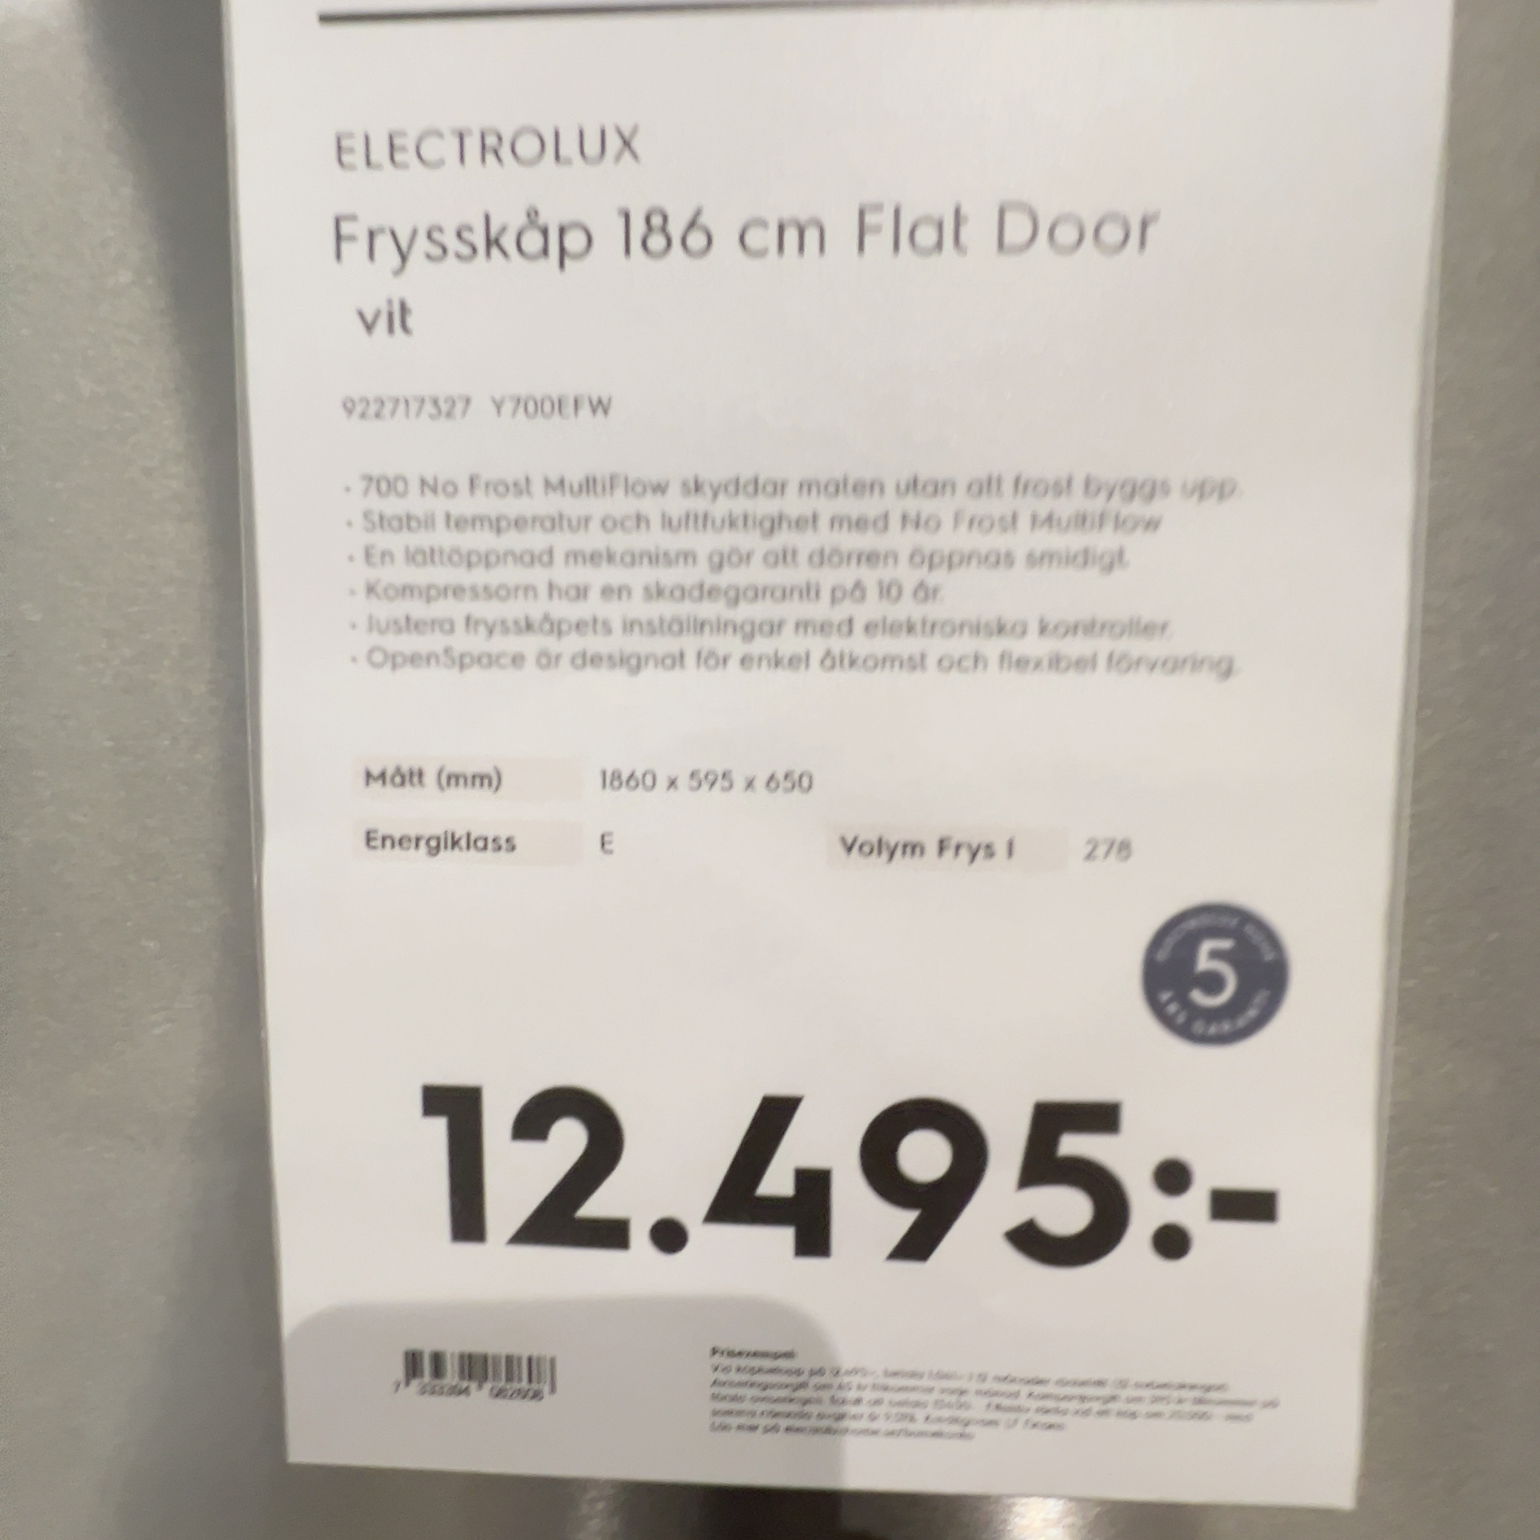 ELECTROLUX
Frysskåp 186 cm Flat Door
vit
922717327 Y700EFW
· 700 No Frost MultiFlow skyddar maten utan att frost byggs upp.
· Stabil temperatur och luftfuktighet med No Frost MultiFlow
· En lättöppnad mekanism gör att dörren öppnas smidigt.
· Kompressorn har en skadegaranti på 10 år.
· Justera frysskåpets inställningar med elektroniska kontroller.
· OpenSpace är designat för enkel åtkomst och flexibel förvaring.
Mått (mm) 1860 x 595 x 650
Energiklass E Volym Frys l 278
5
ÅRS GARANTI
12.495:-
Prisexempel